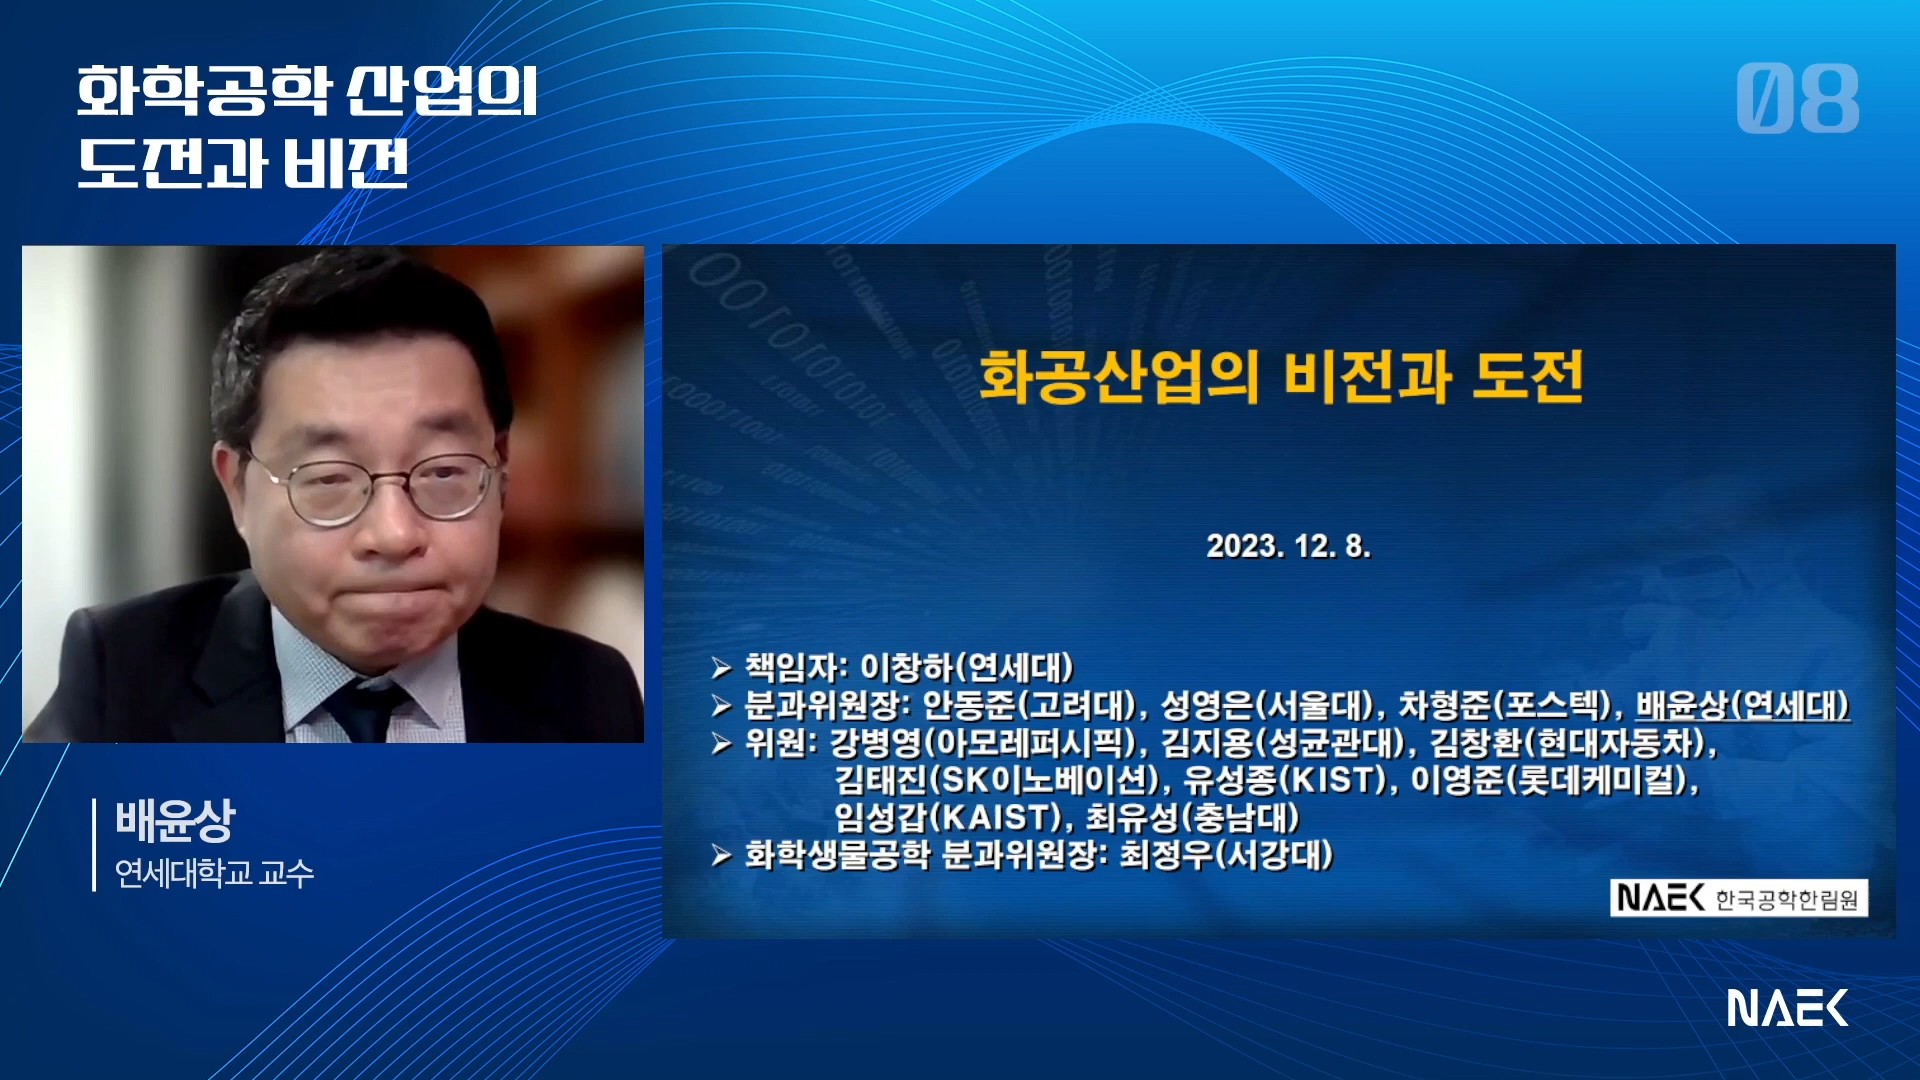 화학공학 산업의
도전과 비전
08
화공산업의 비전과 도전
2023. 12. 8.
➢ 책임자: 이창하(연세대)
➢ 분과위원장: 안동준(고려대), 성영은(서울대), 차형준(포스텍), 배윤상(연세대)
➢ 위원: 강병영(아모레퍼시픽), 김지용(성균관대), 김창환(현대자동차),
김태진(SK이노베이션), 유성종(KIST), 이영준(롯데케미컬),
임성갑(KAIST), 최유성(충남대)
➢ 화학생물공학 분과위원장: 최정우(서강대)
NAEK 한국공학한림원
배윤상
연세대학교 교수
NAEK